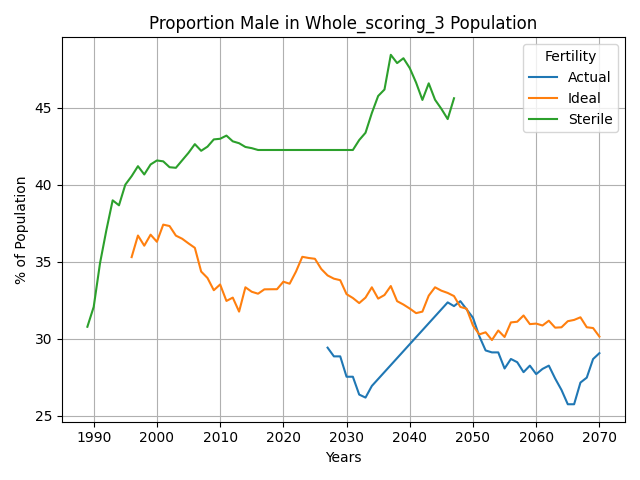 Proportion Male in Whole_scoring_3 Population
Fertility
Actual
Ideal
Sterile
% of Population
45
40
35
30
25
1990 2000 2010 2020 2030 2040 2050 2060 2070
Years